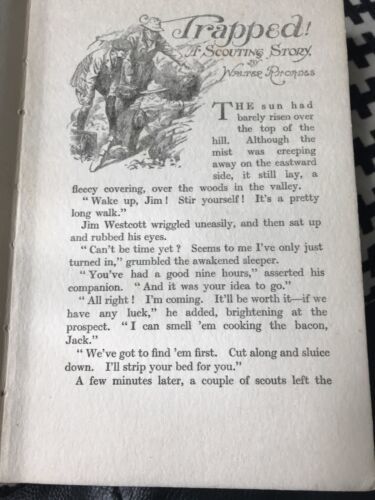 Trapped!
A Scouting Story.
BY
Walter Rhoades
THE sun had
barely risen over
the top of the
hill. Although the
mist was creeping
away on the eastward
side, it still lay, a
fleecy covering, over the woods in the valley.
“Wake up, Jim! Stir yourself! It's a pretty
long walk.”
Jim Westcott wriggled uneasily, and then sat up
and rubbed his eyes.
“Can't be time yet? Seems to me I've only just
turned in,” grumbled the awakened sleeper.
“You've had a good nine hours,” asserted his
companion. “And it was your idea to go.”
“All right! I'm coming. It'll be worth it—if we
have any luck,” he added, brightening at the
prospect. “I can smell 'em cooking the bacon,
Jack.”
“We've got to find 'em first. Cut along and sluice
down. I'll strip your bed for you.”
A few minutes later, a couple of scouts left the